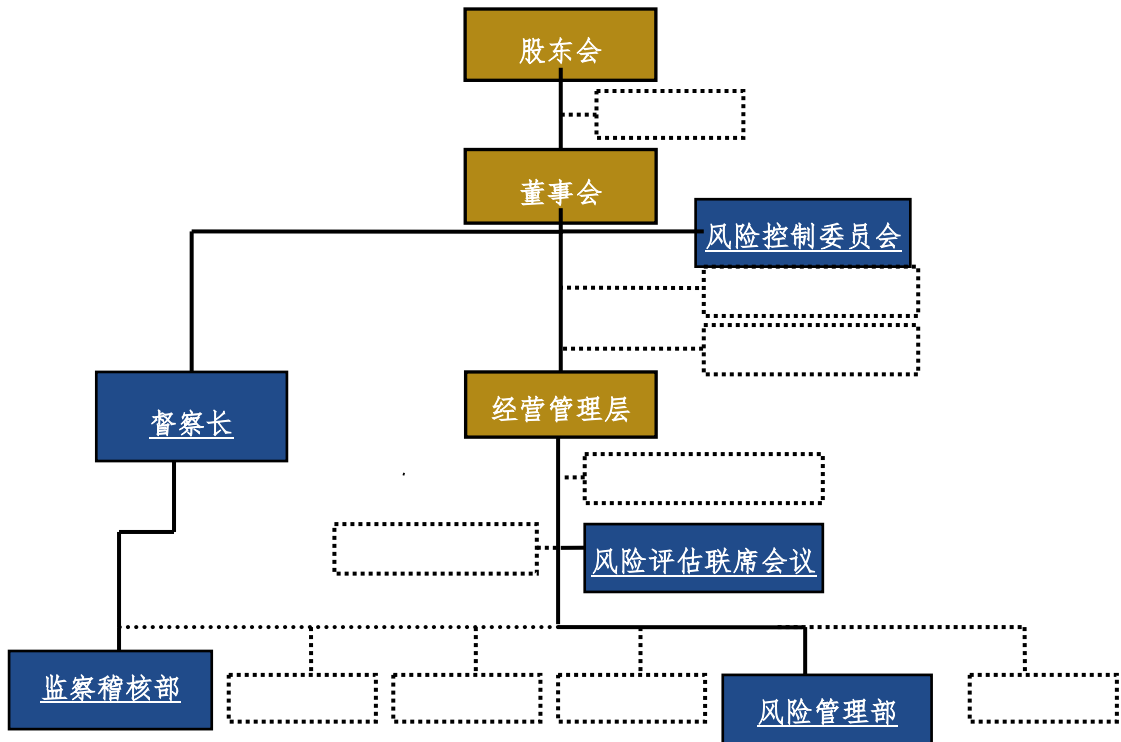 股东会
董事会
风险控制委员会
督察长
经营管理层
风险评估联席会议
监察稽核部
风险管理部